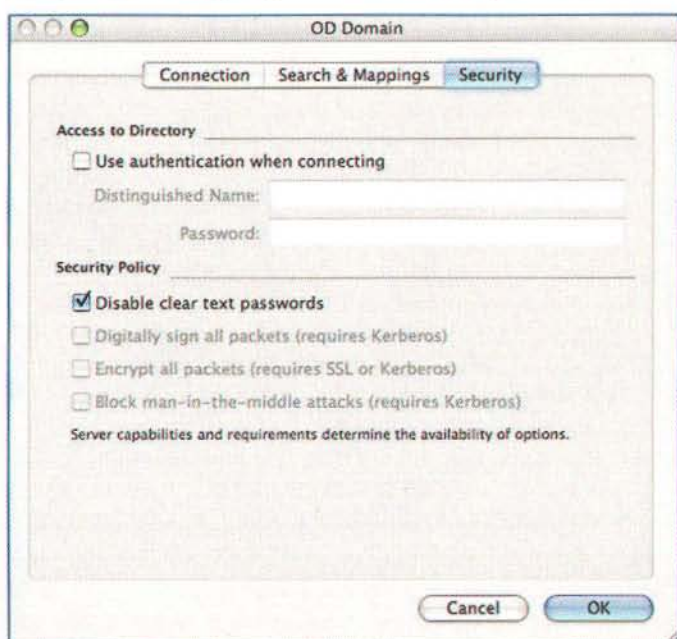 OD Domain
Connection Search & Mappings Security
Access to Directory
Use authentication when connecting
Distinguished Name:
Password:
Security Policy
Disable clear text passwords
Digitally sign all packets (requires Kerberos)
Encrypt all packets (requires SSL or Kerberos)
Block man-in-the-middle attacks (requires Kerberos)
Server capabilities and requirements determine the availability of options.
Cancel OK